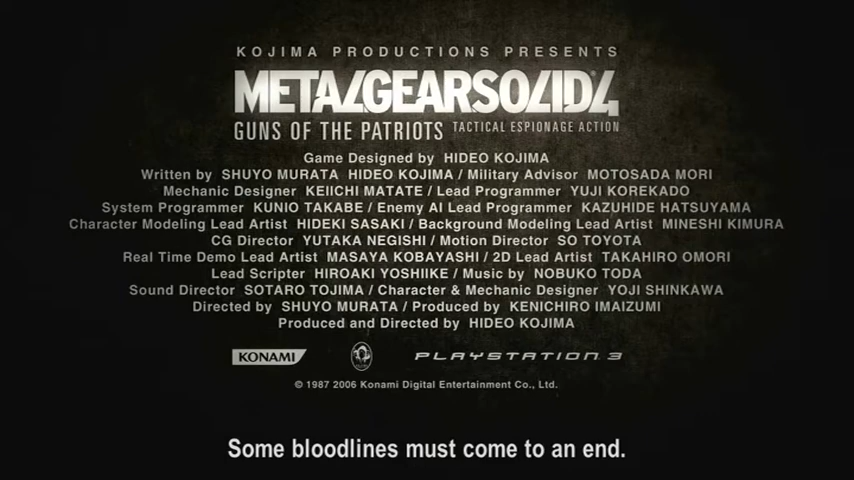 KOJIMA PRODUCTIONS PRESENTS
METAL GEAR SOLID 4
GUNS OF THE PATRIOTS TACTICAL ESPIONAGE ACTION
Game Designed by HIDEO KOJIMA
Written by SHUYO MURATA HIDEO KOJIMA / Military Advisor MOTOSADA MORI
Mechanic Designer KEIICHI MATATE / Lead Programmer YUJI KOREKADO
System Programmer KUNIO TAKABE / Enemy AI Lead Programmer KAZUHIDE HATSUYAMA
Character Modeling Lead Artist HIDEKI SASAKI / Background Modeling Lead Artist MINESHI KIMURA
CG Director YUTAKA NEGISHI / Motion Director SO TOYOTA
Real Time Demo Lead Artist MASAYA KOBAYASHI / 2D Lead Artist TAKAHIRO OMORI
Lead Scripter HIROAKI YOSHIIKE / Music by NOBUKO TODA
Sound Director SOTARO TOJIMA / Character & Mechanic Designer YOJI SHINKAWA
Directed by SHUYO MURATA / Produced by KENICHIRO IMAIZUMI
Produced and Directed by HIDEO KOJIMA
KONAMI PLAYSTATION 3
© 1987 2006 Konami Digital Entertainment Co., Ltd.
Some bloodlines must come to an end.